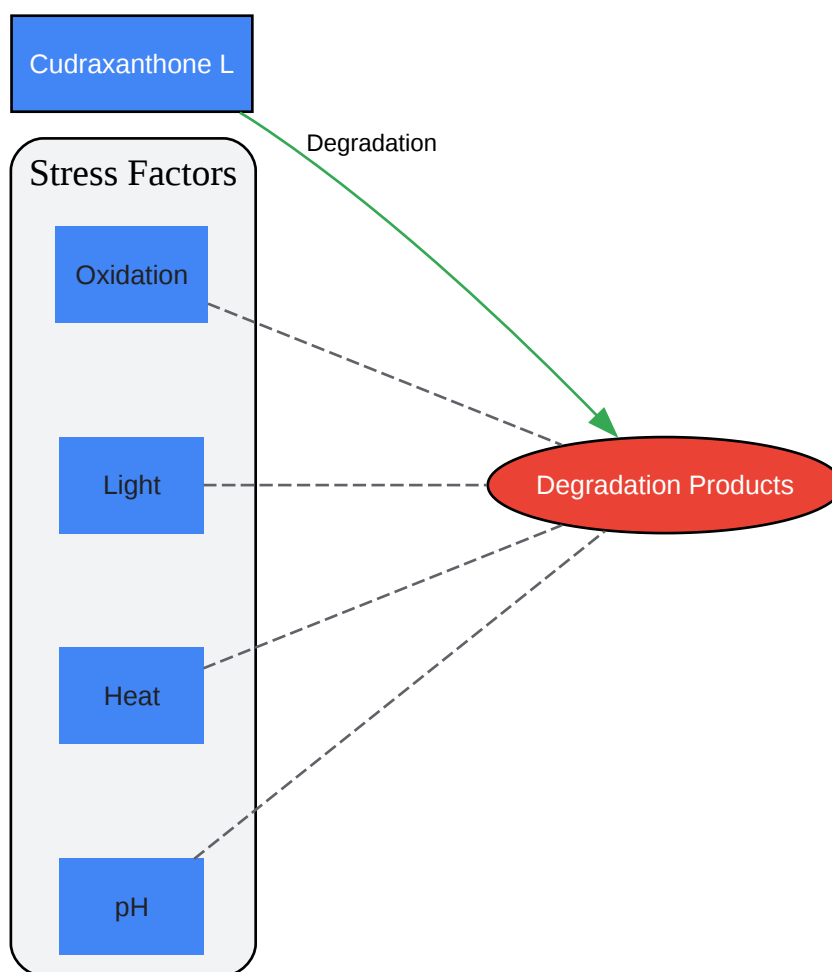 Cudraxanthone L
Degradation
Stress Factors
Oxidation
Light
Degradation Products
Heat
pH